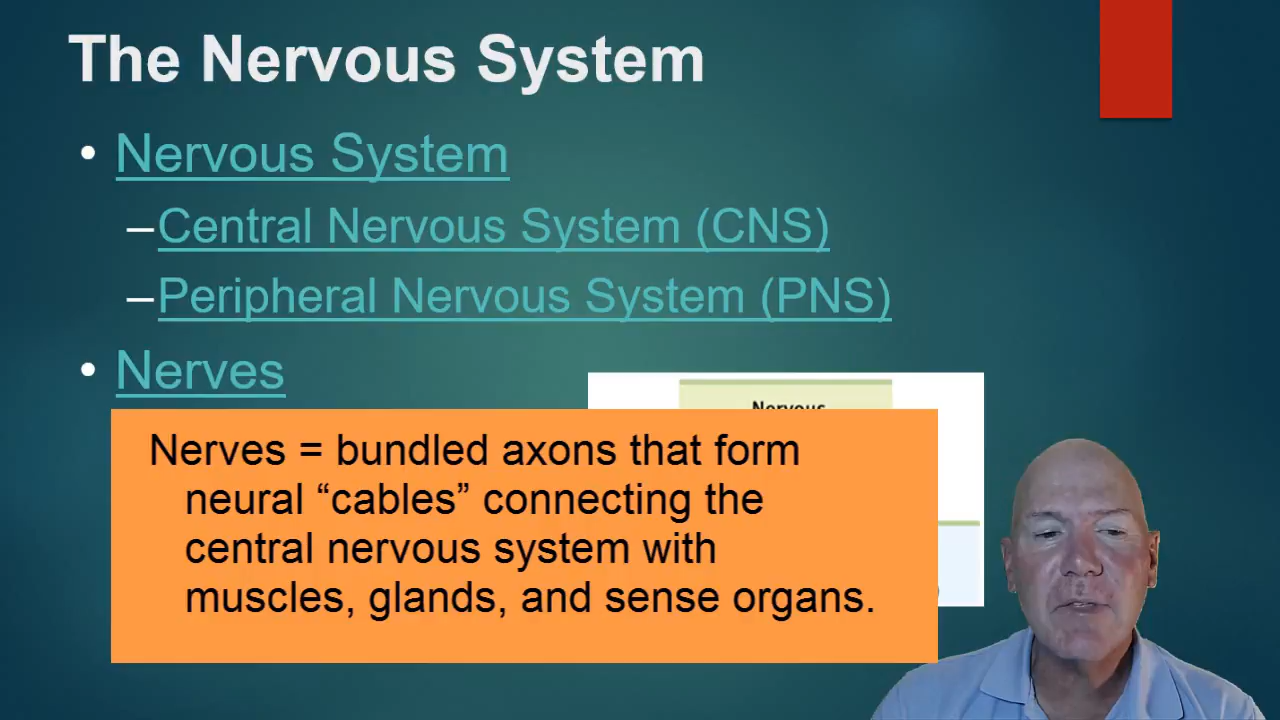 The Nervous System
• Nervous System
–Central Nervous System (CNS)
–Peripheral Nervous System (PNS)
• Nerves
Nervous
Nerves = bundled axons that form
neural “cables” connecting the
central nervous system with
muscles, glands, and sense organs.